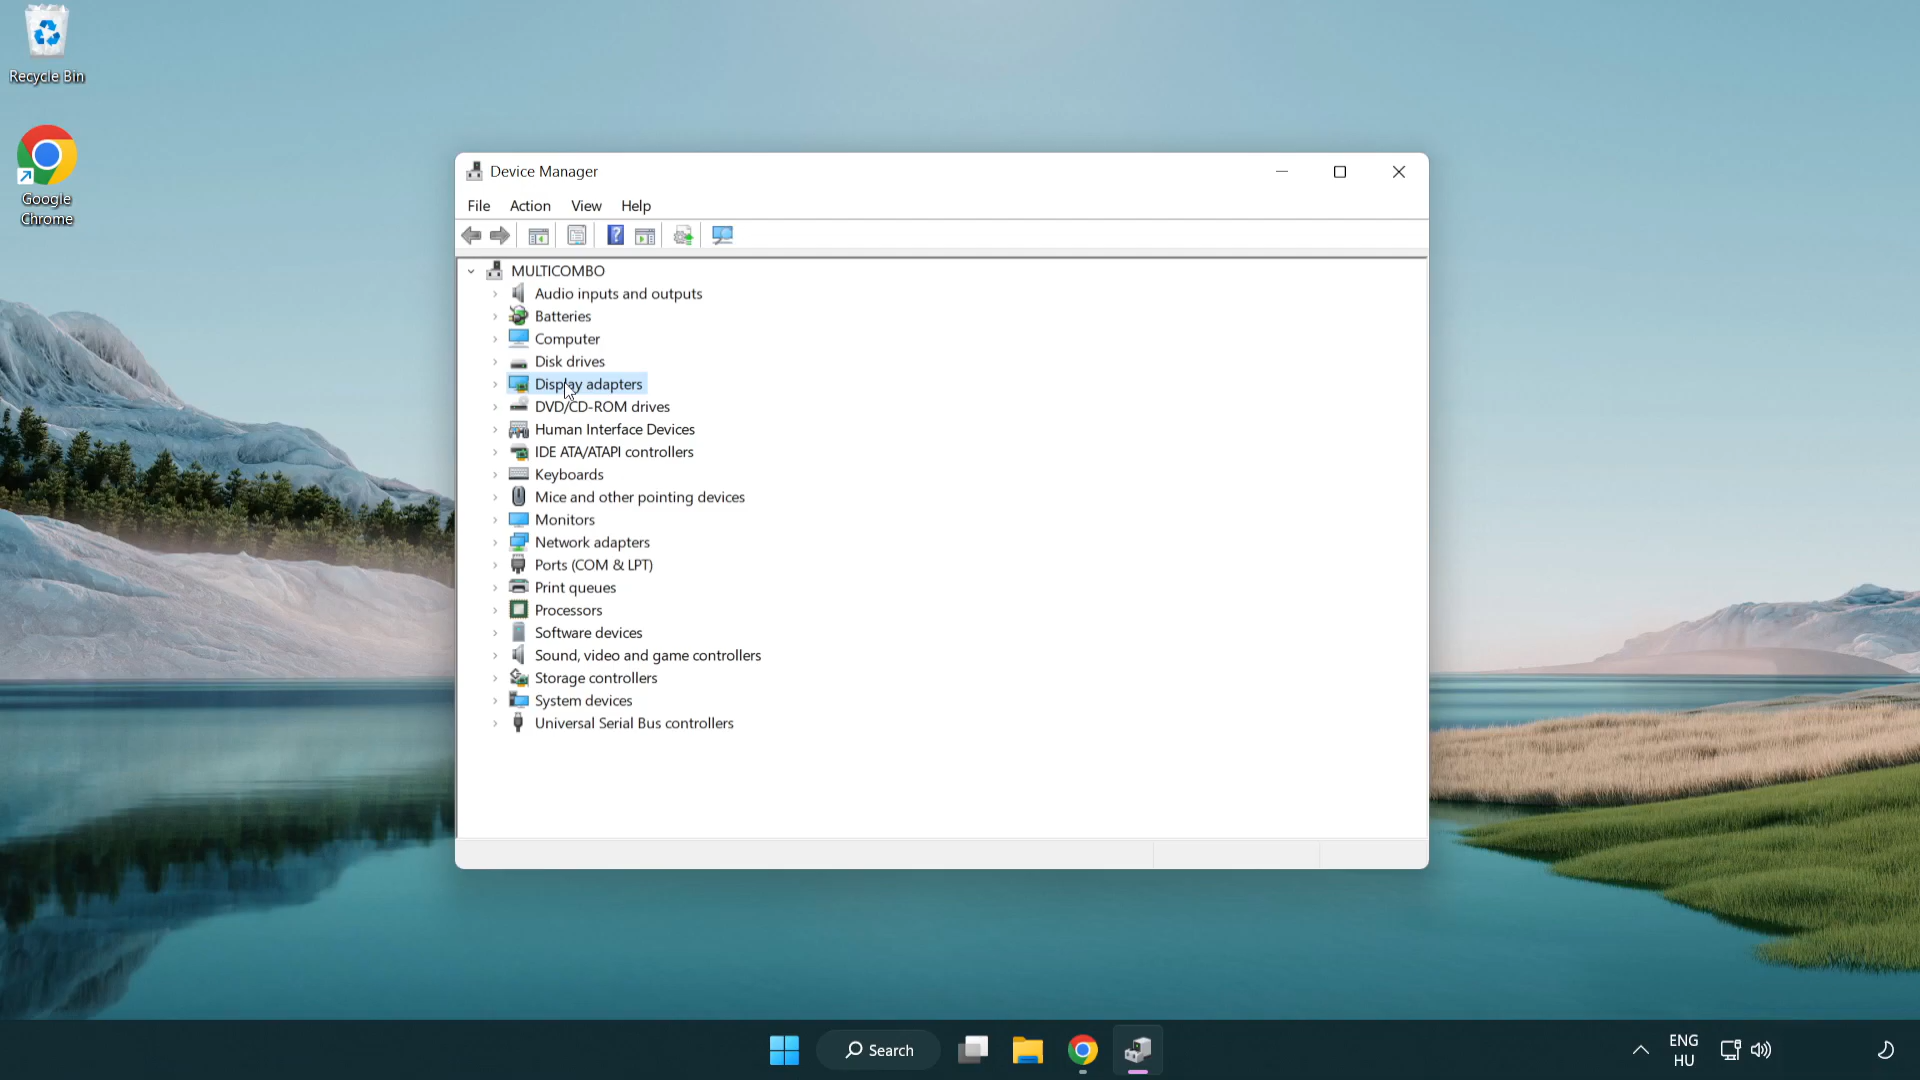 Recycle Bin
Google
Chrome
Device Manager
File Action View Help
MULTICOMBO
Audio inputs and outputs
Batteries
Computer
Disk drives
Display adapters
DVD/CD-ROM drives
Human Interface Devices
IDE ATA/ATAPI controllers
Keyboards
Mice and other pointing devices
Monitors
Network adapters
Ports (COM & LPT)
Print queues
Processors
Software devices
Sound, video and game controllers
Storage controllers
System devices
Universal Serial Bus controllers
Search
ENG
HU